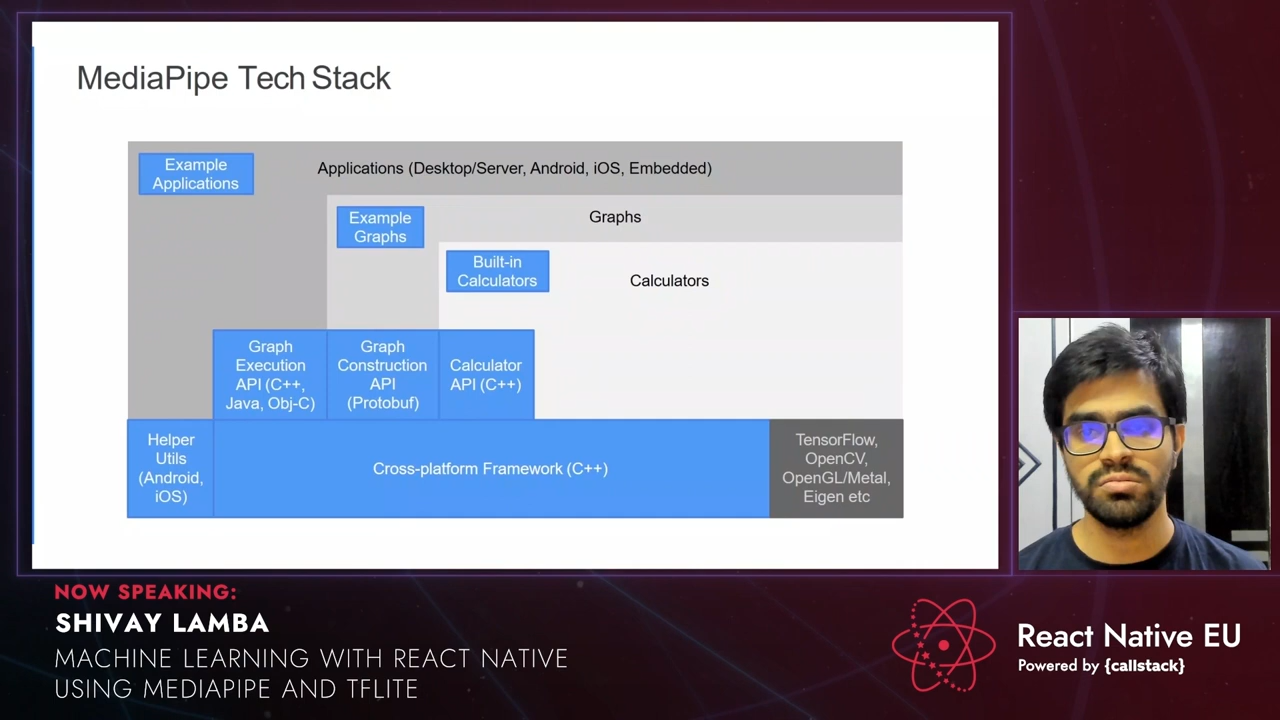 MediaPipe Tech Stack
Example
Applications
Applications (Desktop/Server, Android, iOS, Embedded)
Example
Graphs
Graphs
Built-in
Calculators
Calculators
Graph
Execution
API (C++,
Java, Obj-C)
Graph
Construction
API
(Protobuf)
Calculator
API (C++)
Helper
Utils
(Android,
iOS)
Cross-platform Framework (C++)
TensorFlow,
OpenCV,
OpenGL/Metal,
Eigen etc
NOW SPEAKING:
SHIVAY LAMBA
MACHINE LEARNING WITH REACT NATIVE
USING MEDIAPIPE AND TFLITE
React Native EU
Powered by {callstack}